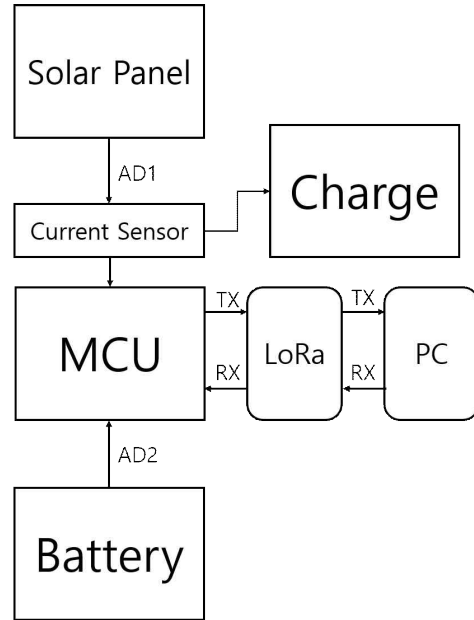 Solar Panel
AD1
Charge
Current Sensor
TX
TX
MCU
LoRa
PC
RX
RX
AD2
Battery